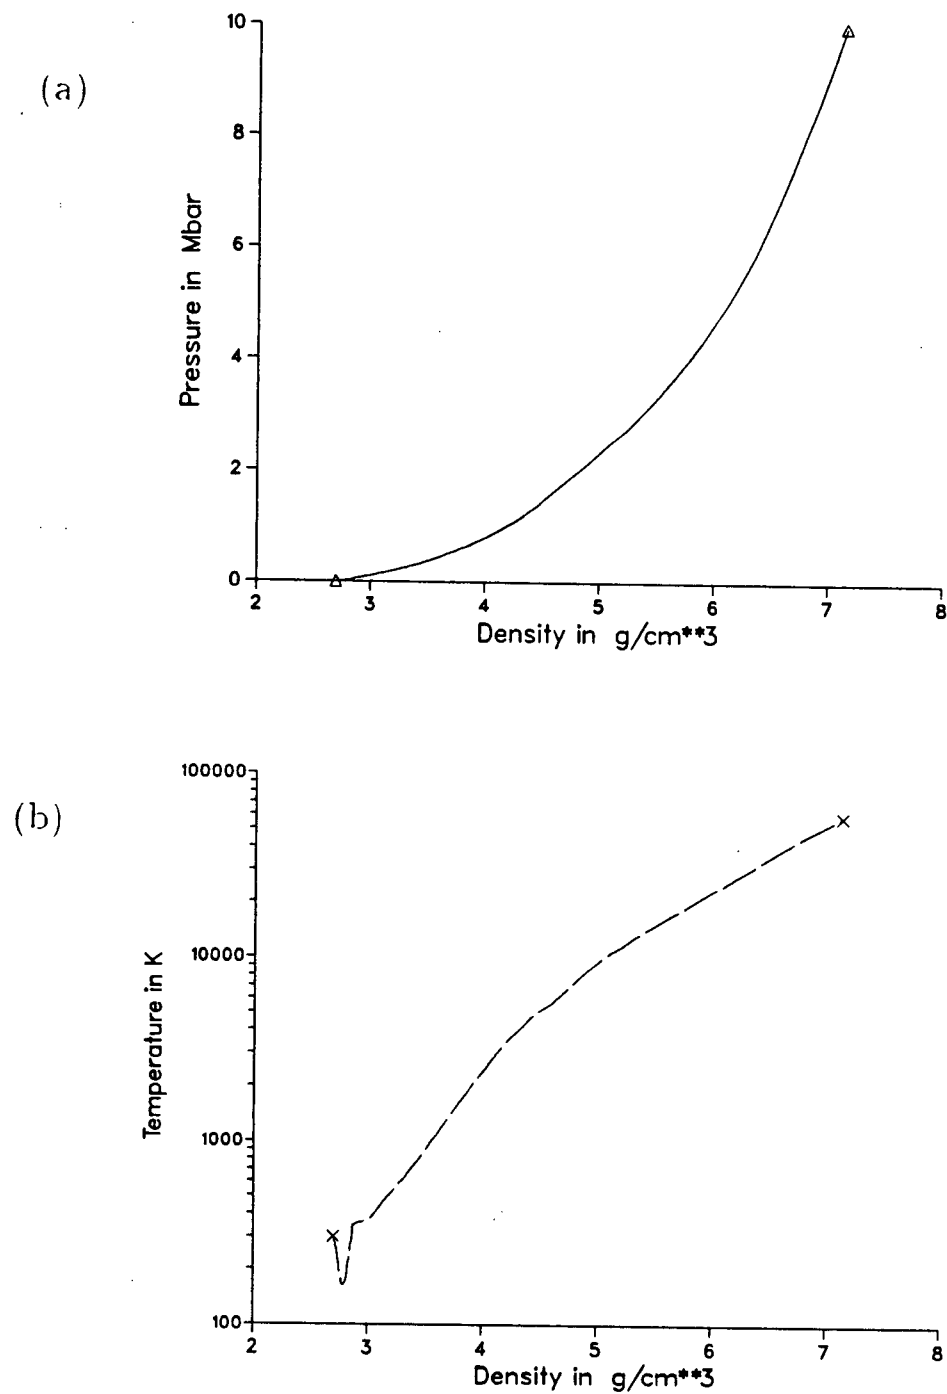 (a)
Pressure in Mbar
10
8
6
4
2
0
2 3 4 5 6 7 8
Density in g/cm**3
(b)
Temperature in K
100000
10000
1000
100
2 3 4 5 6 7 8
Density in g/cm**3